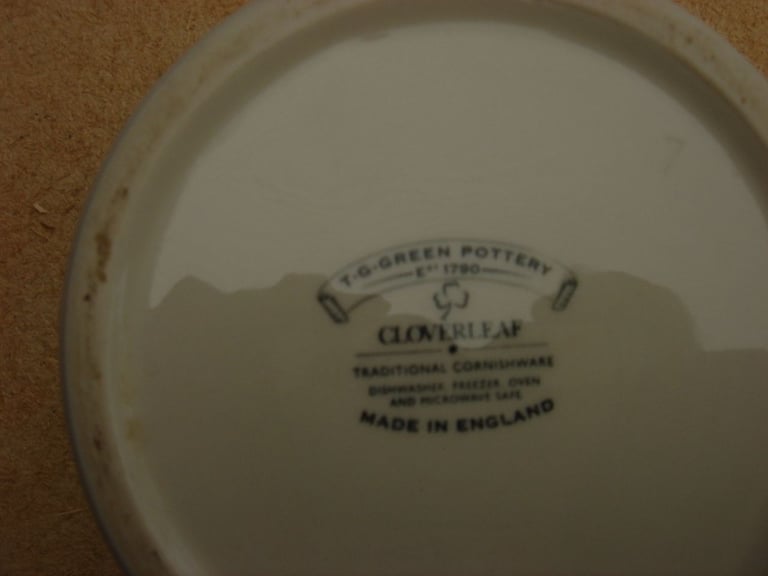 T·G·GREEN POTTERY
EST 1790
CLOVERLEAF
TRADITIONAL CORNISHWARE
DISHWASHER FREEZER OVEN
AND MICROWAVE SAFE
MADE IN ENGLAND